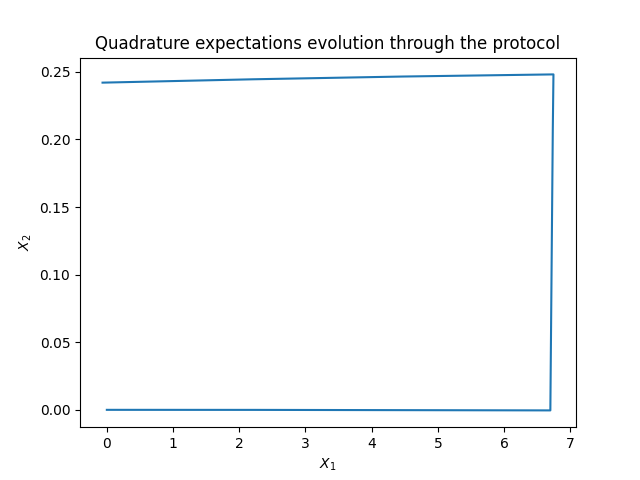 Quadrature expectations evolution through the protocol
0.25
0.20
0.15
0.10
0.05
0.00
X₂
0 1 2 3 4 5 6 7
X₁